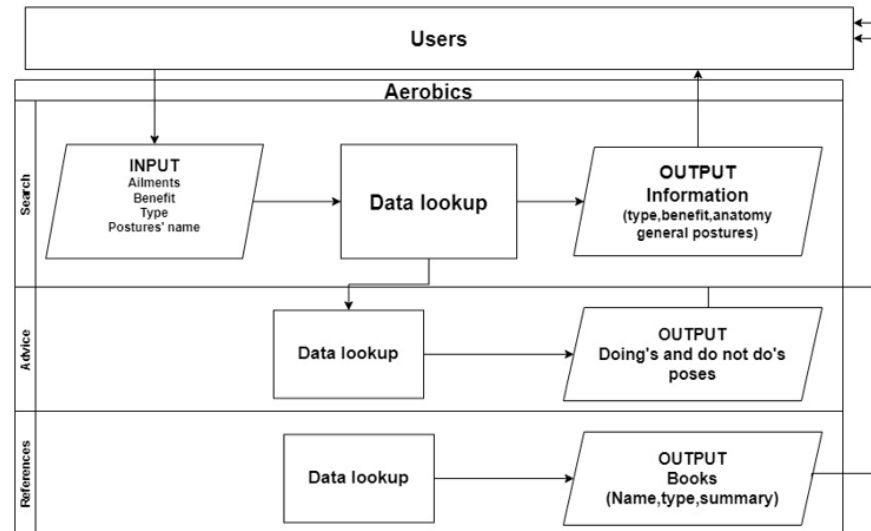 Users
Aerobics
Search
INPUT
Ailments
Benefit
Type
Postures' name
Data lookup
OUTPUT
Information
(type,benefit,anatomy
general postures)
Advice
Data lookup
OUTPUT
Doing's and do not do's
poses
References
Data lookup
OUTPUT
Books
(Name,type,summary)